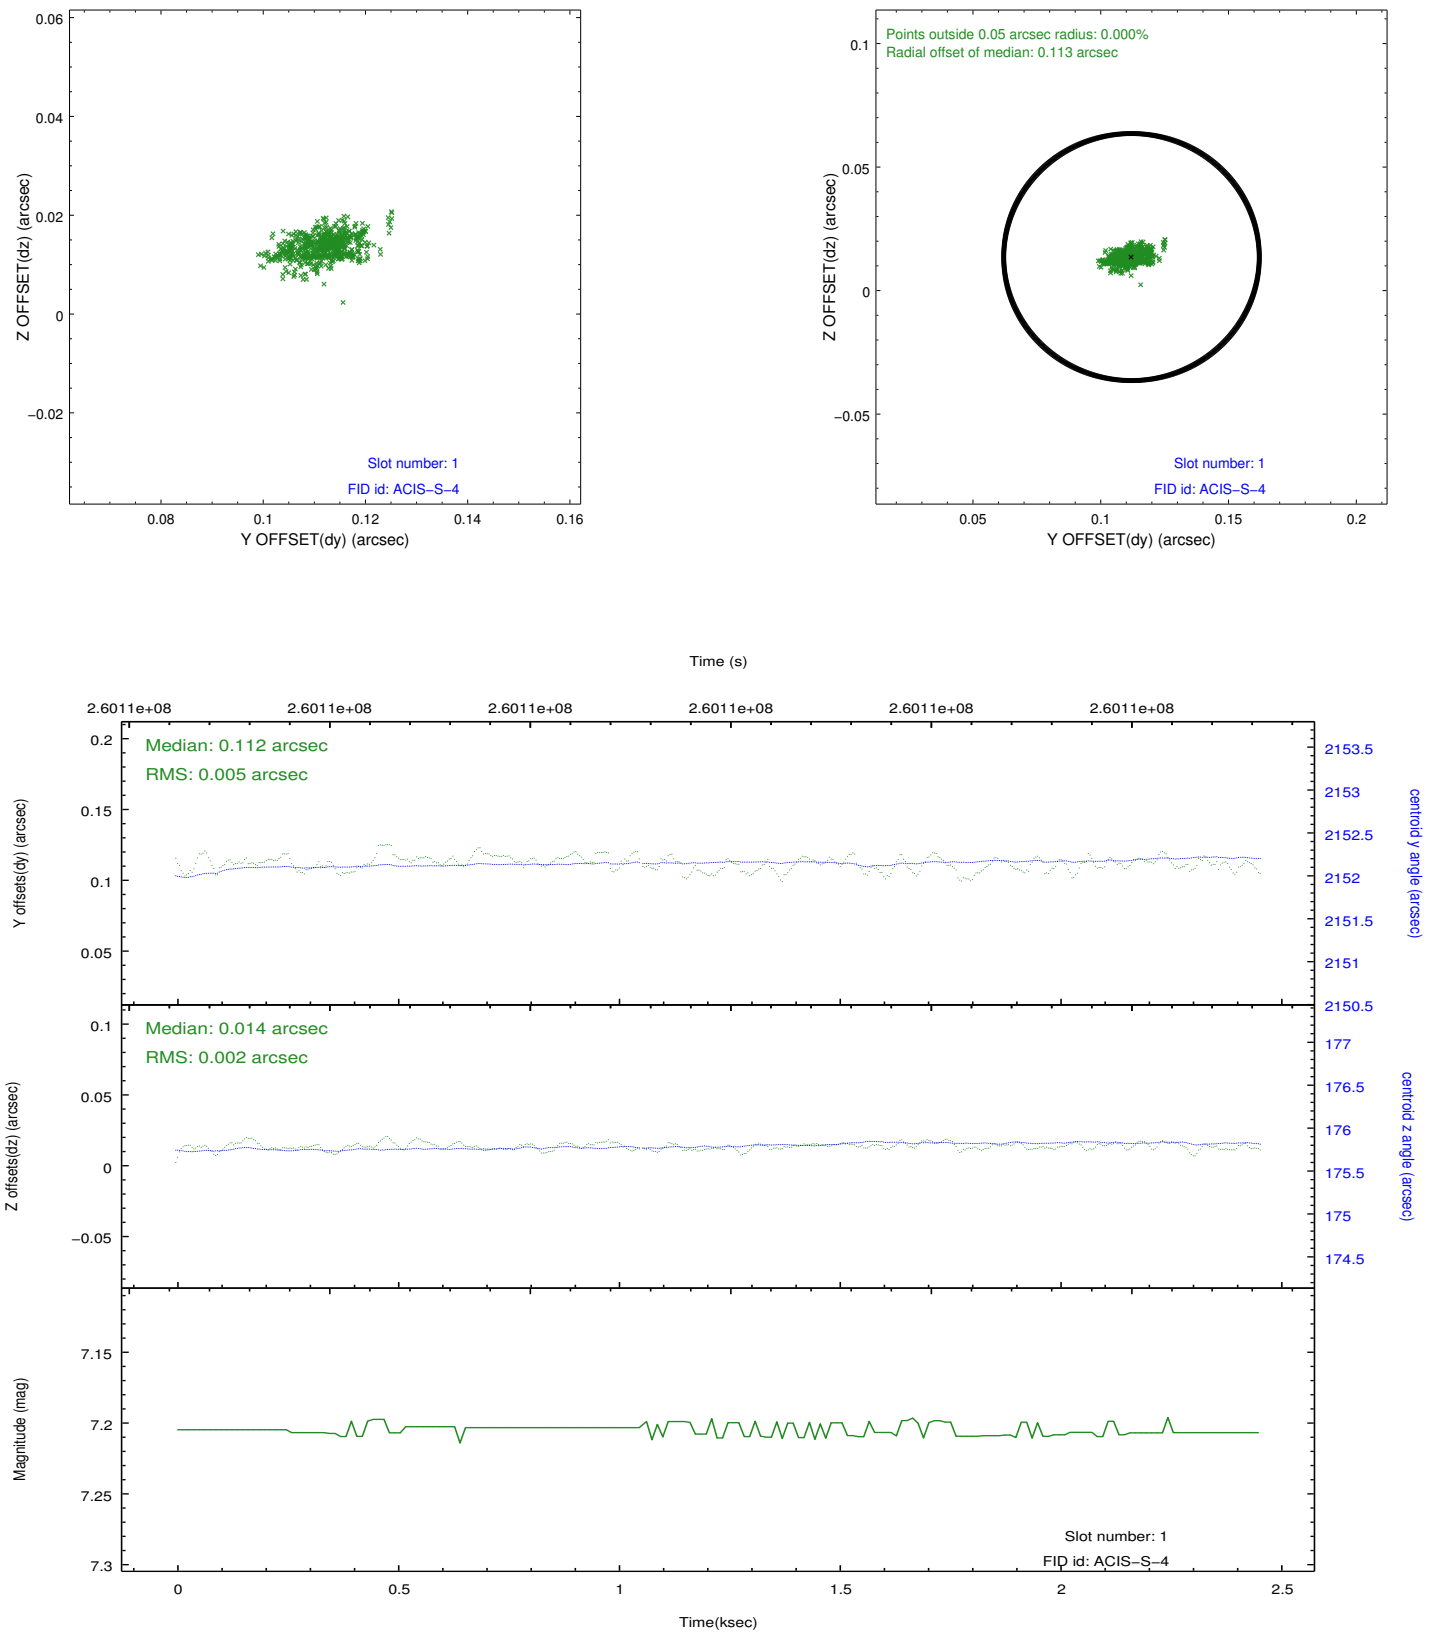 0.06
0.04
0.02
0
−0.02
Z OFFSET(dz) (arcsec)
Slot number: 1
FID id: ACIS−S−4
0.08
0.1
0.12
0.14
0.16
Y OFFSET(dy) (arcsec)
Points outside 0.05 arcsec radius: 0.000%
Radial offset of median: 0.113 arcsec
0.1
0.05
0
−0.05
Z OFFSET(dz) (arcsec)
Slot number: 1
FID id: ACIS−S−4
0.05
0.1
0.15
0.2
Y OFFSET(dy) (arcsec)
Time (s)
2.6011e+08
2.6011e+08
2.6011e+08
2.6011e+08
2.6011e+08
2.6011e+08
Median: 0.112 arcsec
RMS: 0.005 arcsec
0.2
0.15
0.1
0.05
Y offsets(dy) (arcsec)
2153.5
2153
2152.5
2152
2151.5
2151
2150.5
centroid y angle (arcsec)
Median: 0.014 arcsec
RMS: 0.002 arcsec
0.1
0.05
0
−0.05
Z offsets(dz) (arcsec)
177
176.5
176
175.5
175
174.5
centroid z angle (arcsec)
7.15
7.2
7.25
7.3
Magnitude (mag)
Slot number: 1
FID id: ACIS−S−4
0
0.5
1
1.5
2
2.5
Time(ksec)